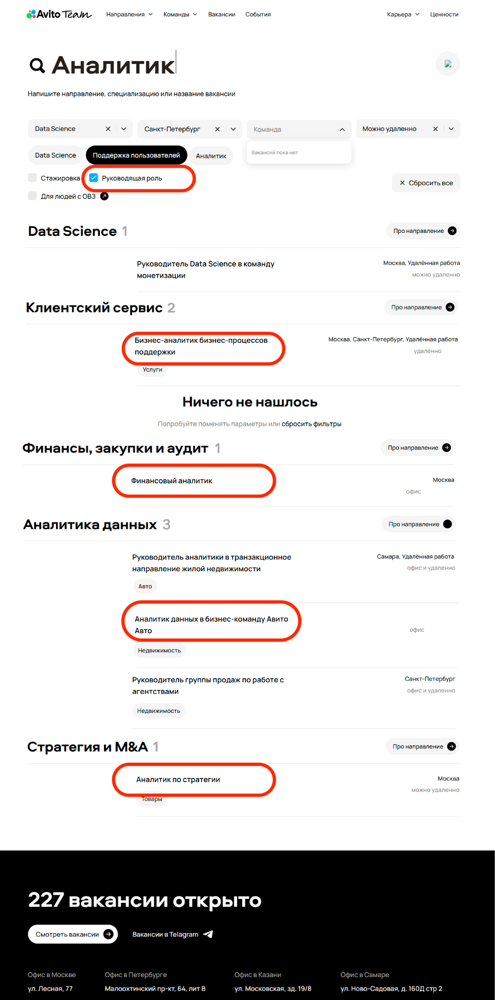 Avito Team Направления Команды Вакансии События Карьера Ценности
Аналитик
Напишите направление, специализацию или название вакансии
Data Science Санкт-Петербург Команда Можно удаленно
Вакансий пока нет
Data Science Поддержка пользователей Аналитик
Стажировка Руководящая роль
Сбросить все
Для людей с ОВЗ
Data Science 1 Про направление
Руководитель Data Science в команду
монетизации
Москва, Удалённая работа
можно удаленно
Клиентский сервис 2 Про направление
Бизнес-аналитик бизнес-процессов
поддержки
Москва, Санкт-Петербург, Удалённая работа
удаленно
Услуги
Ничего не нашлось
Попробуйте поменять параметры или сбросить фильтры
Финансы, закупки и аудит 1 Про направление
Финансовый аналитик
Москва
офис
Аналитика данных 3 Про направление
Руководитель аналитики в транзакционное
направление жилой недвижимости
Самара, Удалённая работа
офис и удаленно
Авто
Аналитик данных в бизнес-команду Авито
Авто
офис
Недвижимость
Руководитель группы продаж по работе с
агентствами
Санкт-Петербург
офис и удаленно
Недвижимость
Стратегия и M&A 1 Про направление
Аналитик по стратегии
Москва
можно удаленно
Товары
227 вакансии открыто
Смотреть вакансии Вакансии в Telagram
Офис в Москве Офис в Петербурге Офис в Казани Офис в Самаре
ул. Лесная, 77 Малоохтинский пр-кт, 64, лит В ул. Московская, зд. 19/8 ул. Ново-Садовая, д. 160Д стр 2